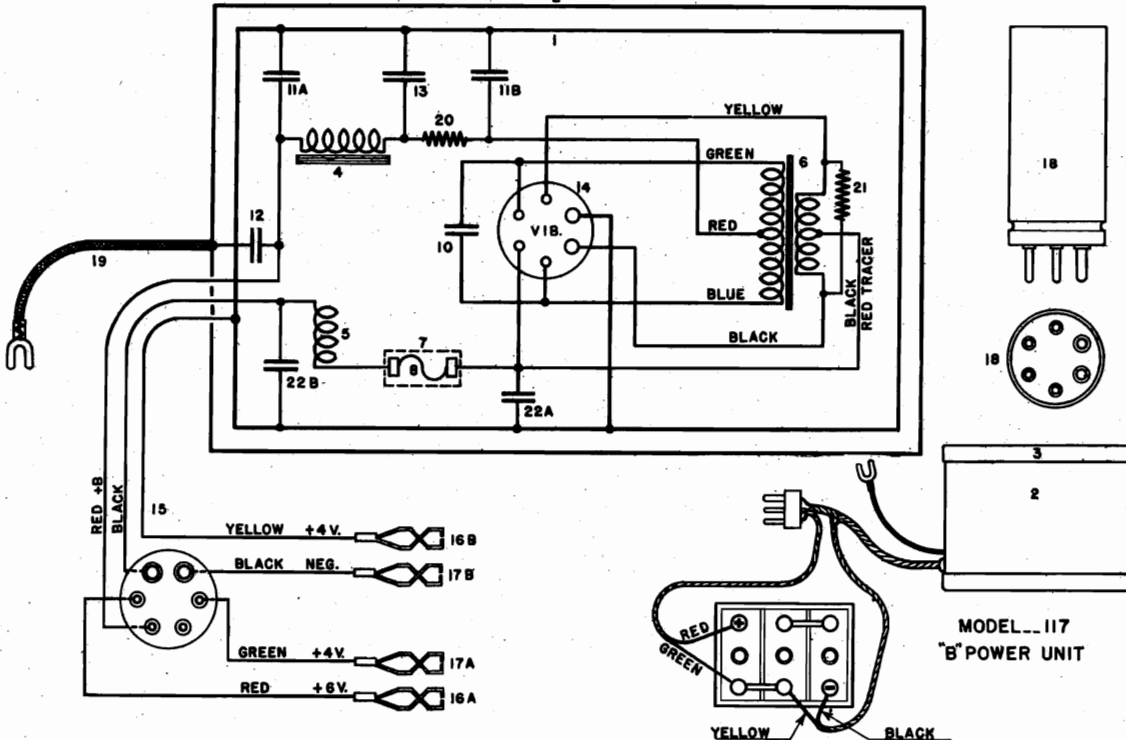 1
11A
13
11B
20
4
YELLOW
GREEN
6
14
21
18
VIB.
RED
10
12
19
BLACK
RED TRACER
BLUE
5
BLACK
7
8
22B
22A
18
3
2
RED +B
BLACK
15
YELLOW +4V.
16B
BLACK NEG.
17B
GREEN +4V.
17A
RED +6V.
16A
RED
GREEN
+
−
YELLOW
BLACK
MODEL__117
"B" POWER UNIT